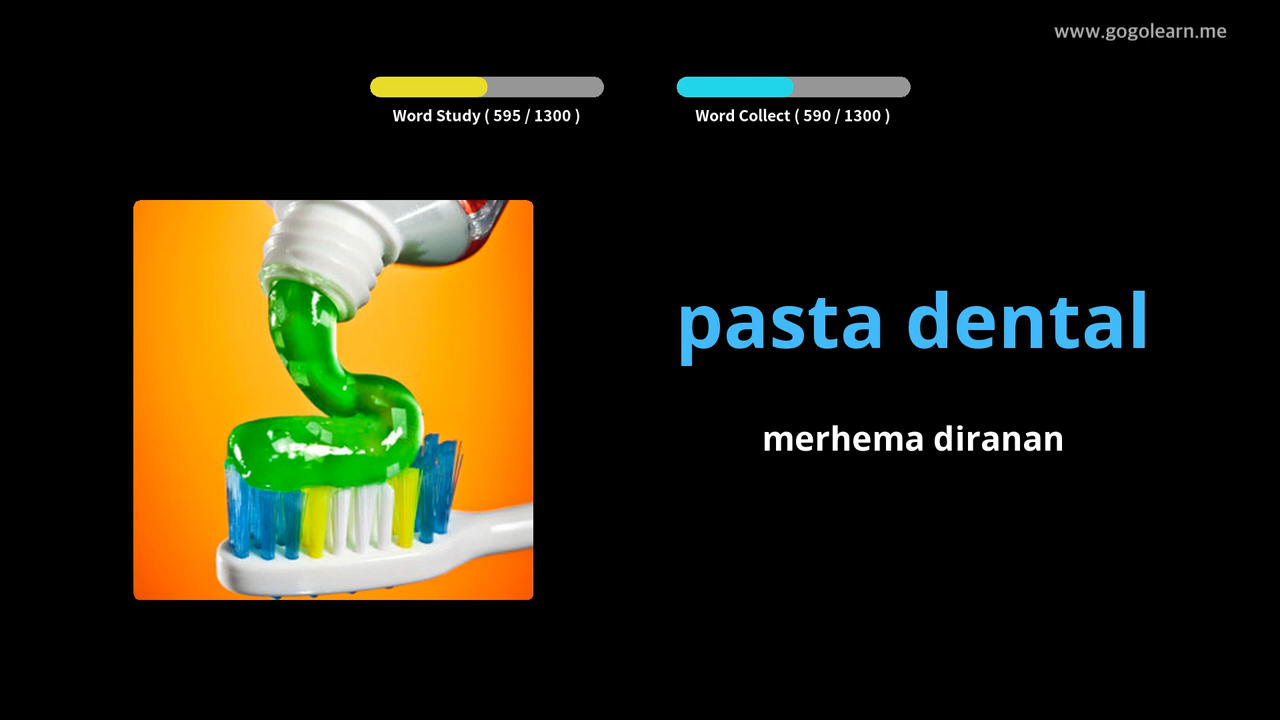 www.gogolearn.me
Word Study ( 595 / 1300 )
Word Collect ( 590 / 1300 )
pasta dental
merhema diranan